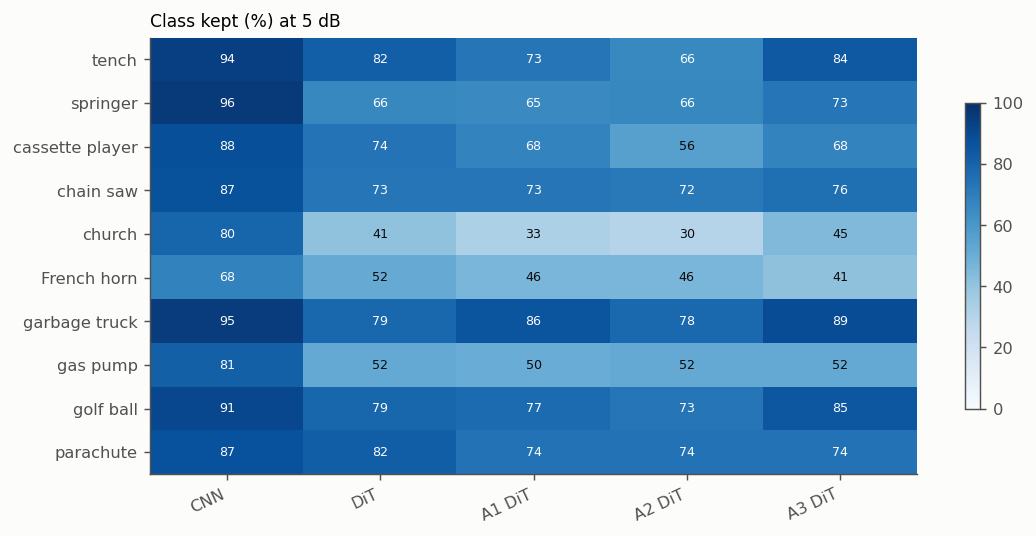 Class kept (%) at 5 dB
tench 94 82 73 66 84
springer 96 66 65 66 73
cassette player 88 74 68 56 68
chain saw 87 73 73 72 76
church 80 41 33 30 45
French horn 68 52 46 46 41
garbage truck 95 79 86 78 89
gas pump 81 52 50 52 52
golf ball 91 79 77 73 85
parachute 87 82 74 74 74
CNN DiT A1 DiT A2 DiT A3 DiT
100
80
60
40
20
0